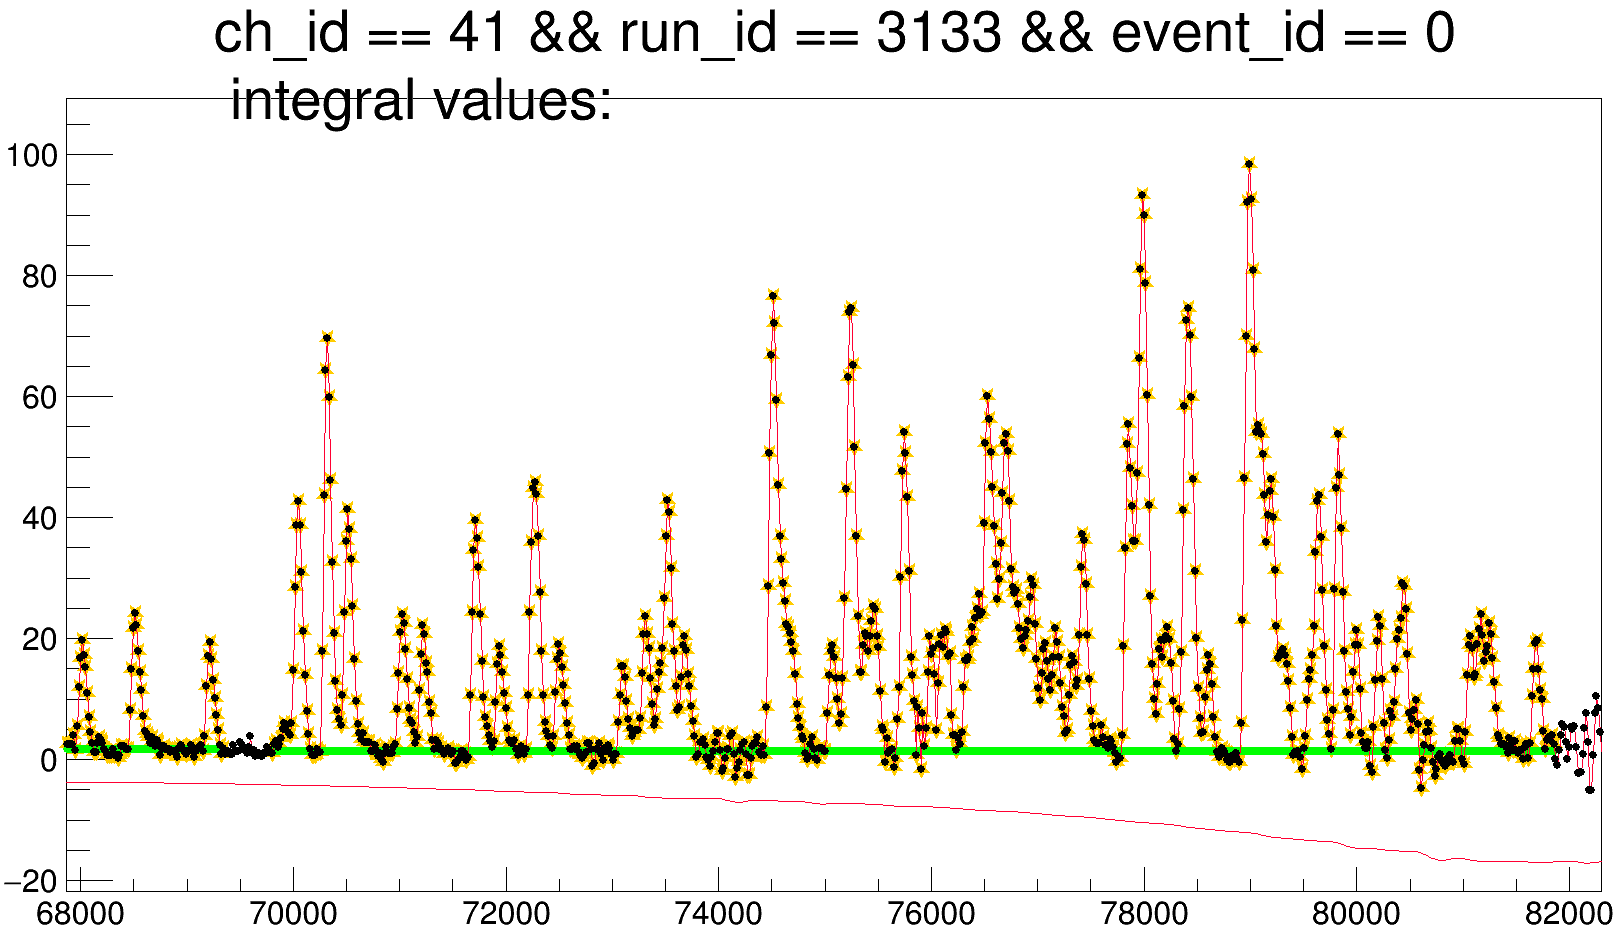 ch_id == 41 && run_id == 3133 && event_id == 0
integral values:
100
80
60
40
20
0
−20
68000 70000 72000 74000 76000 78000 80000 82000